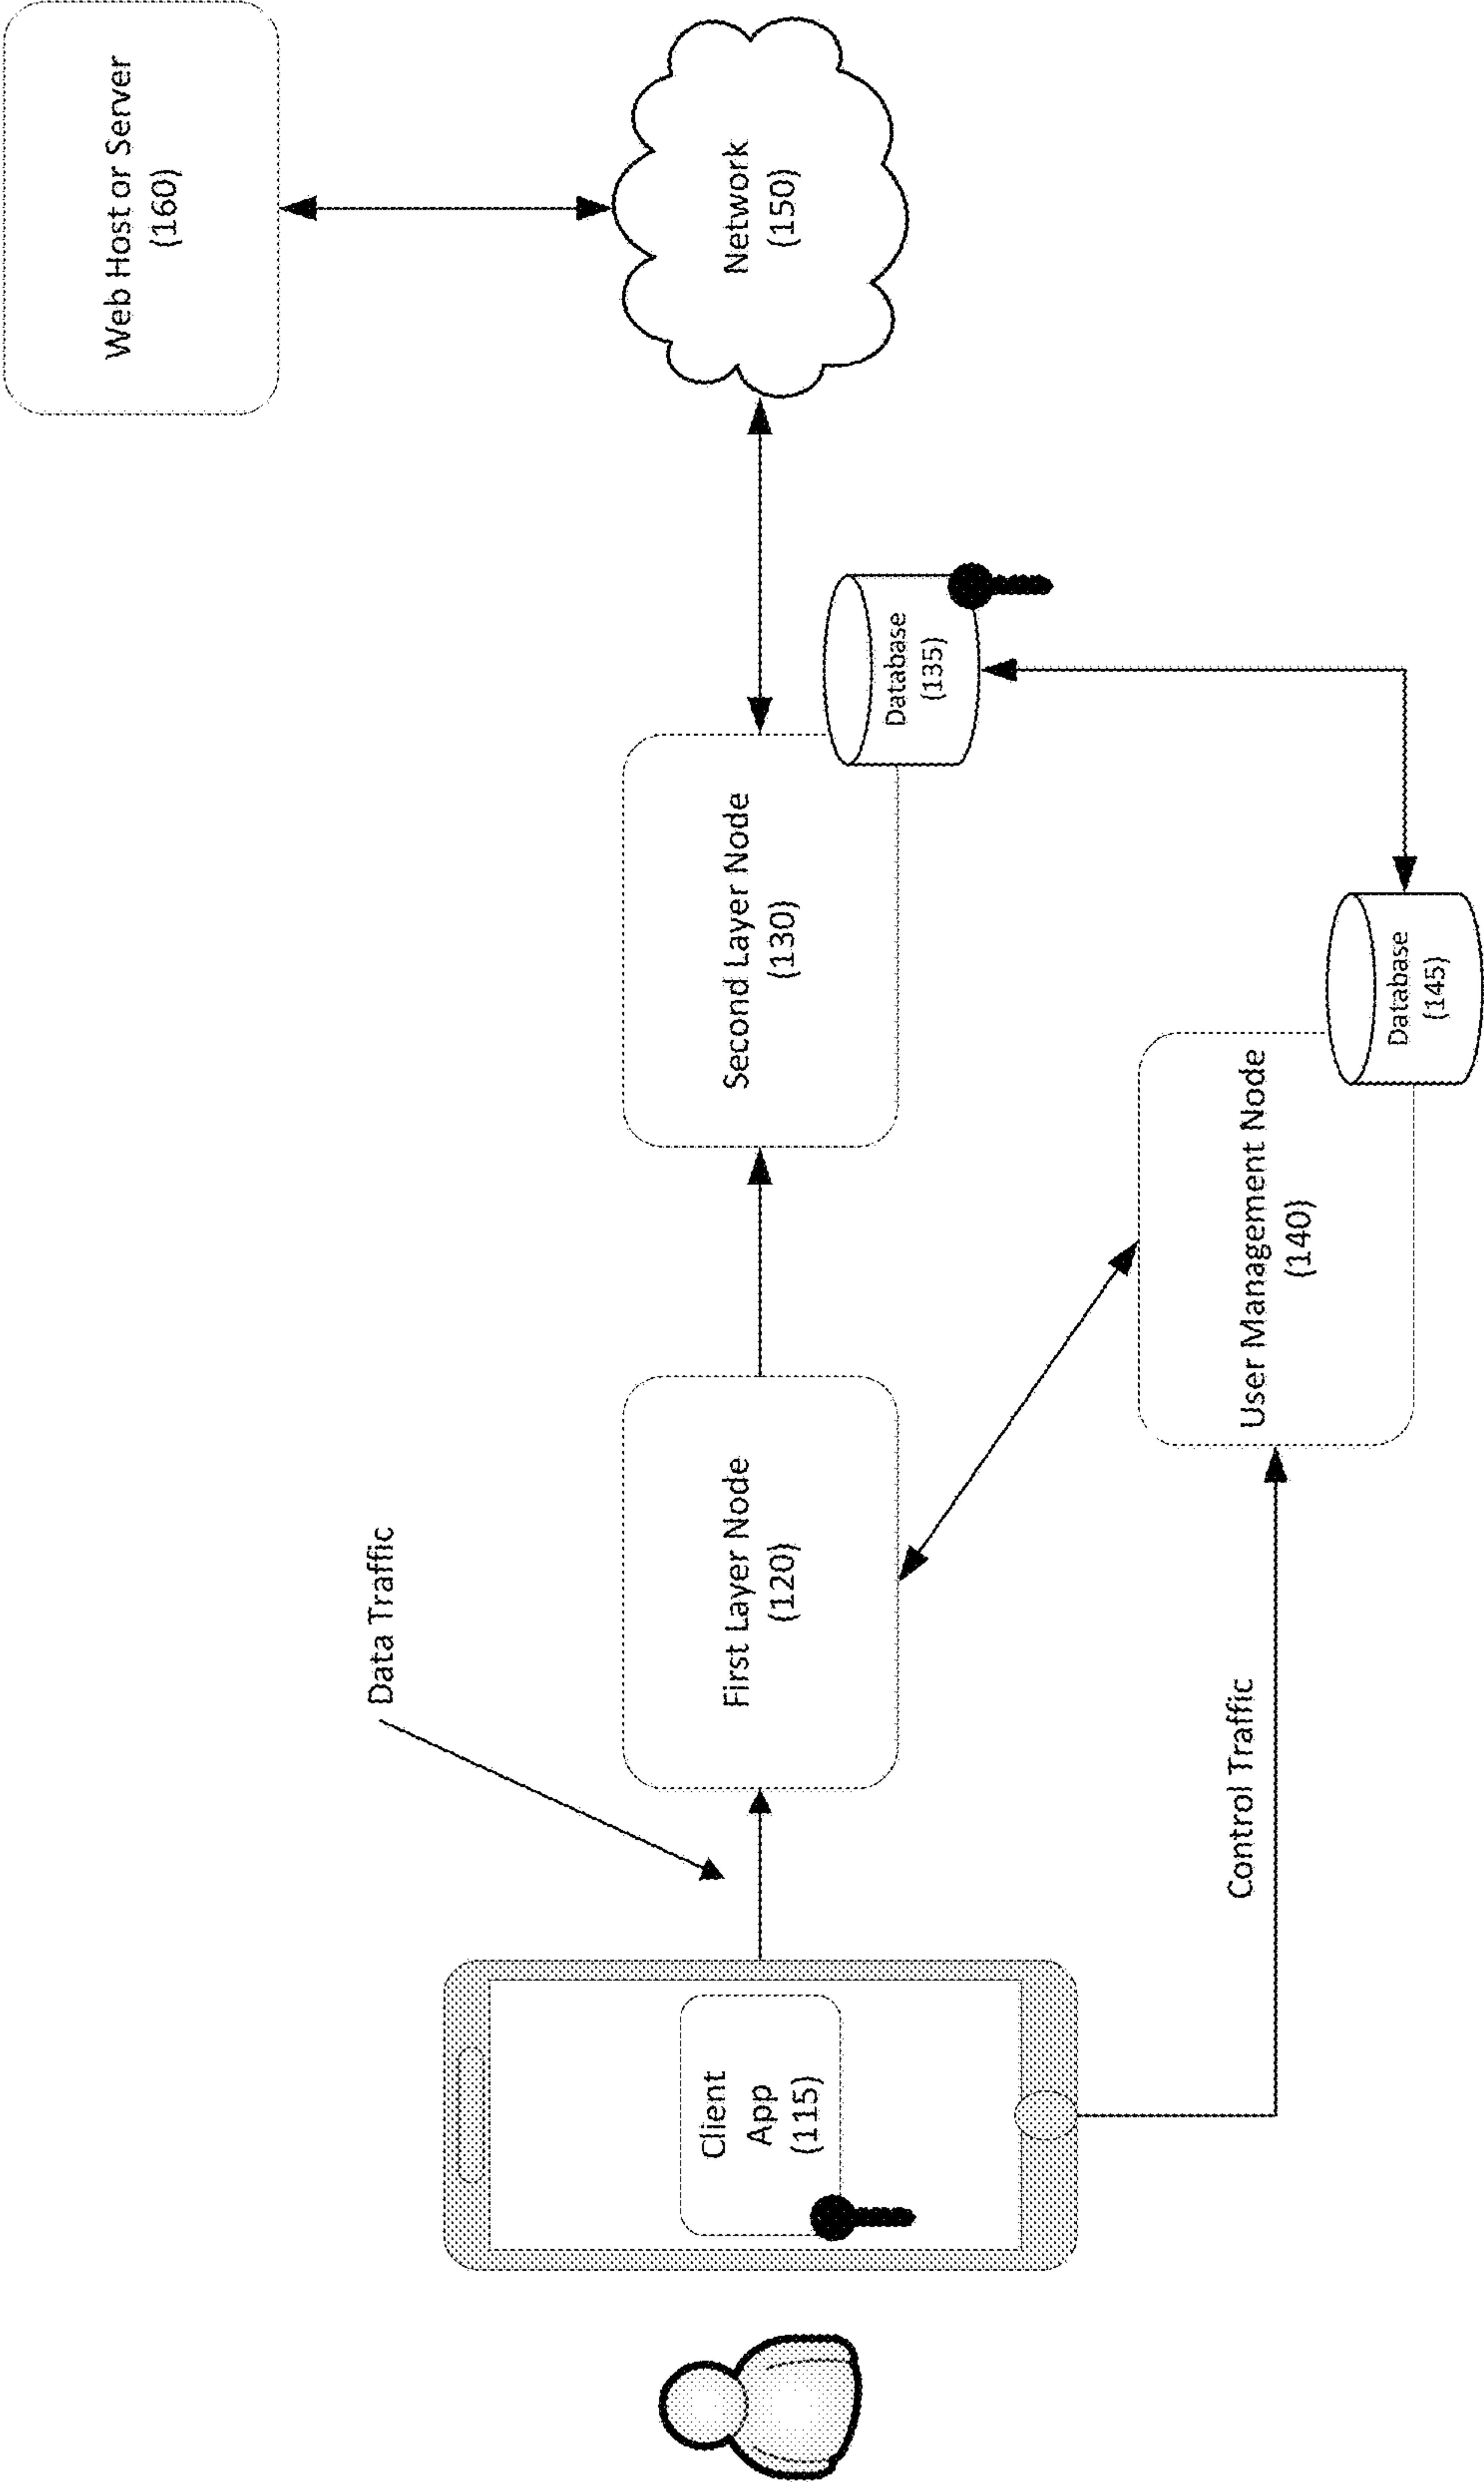 Web Host or Server
(160)
Network
(150)
Database
(135)
Second Layer Node
(130)
Database
(145)
User Management Node
(140)
First Layer Node
(120)
Data Traffic
Control Traffic
Client
App
(115)